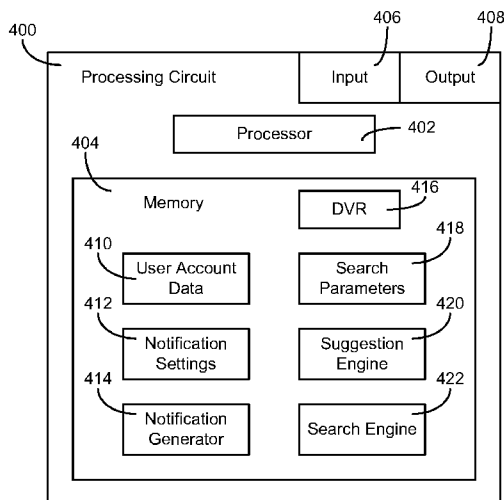 400
406
408
Processing Circuit
Input
Output
Processor
402
404
Memory
416
DVR
410
418
User Account
Data
Search
Parameters
412
420
Notification
Settings
Suggestion
Engine
414
422
Notification
Generator
Search Engine